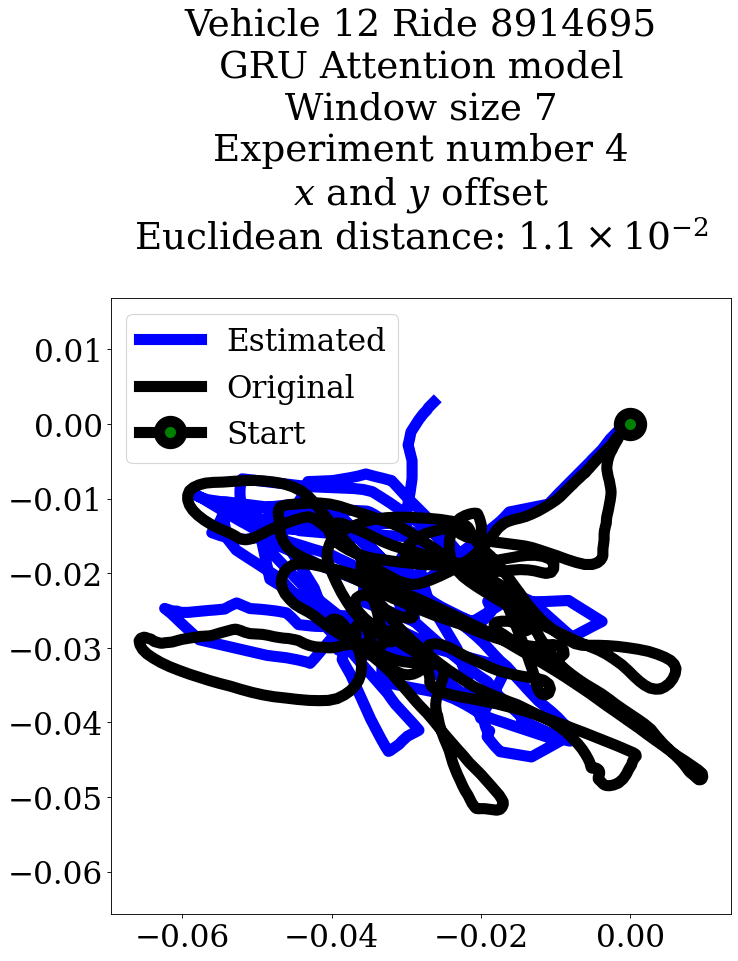 Vehicle 12 Ride 8914695
GRU Attention model
Window size 7
Experiment number 4
x and y offset
Euclidean distance: 1.1 × 10⁻²
Estimated
Original
Start
0.01
0.00
−0.01
−0.02
−0.03
−0.04
−0.05
−0.06
−0.06 −0.04 −0.02 0.00